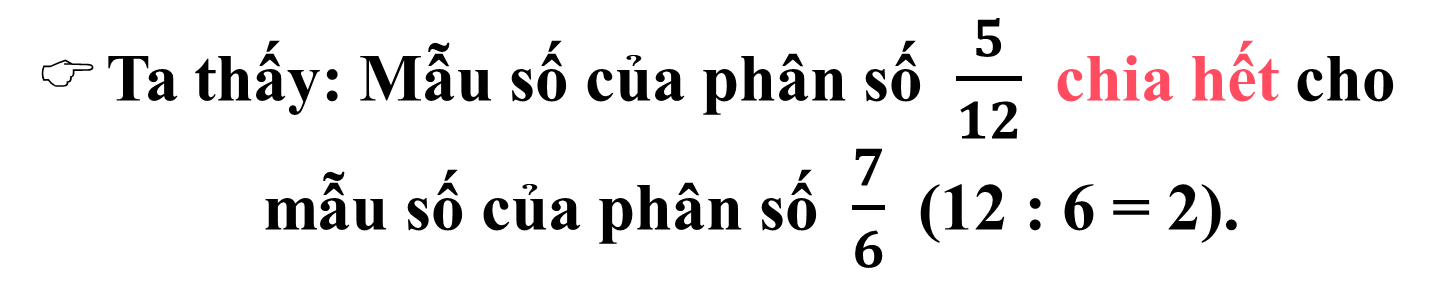 ☞ Ta thấy: Mẫu số của phân số 5/12 chia hết cho
mẫu số của phân số 7/6 (12 : 6 = 2).